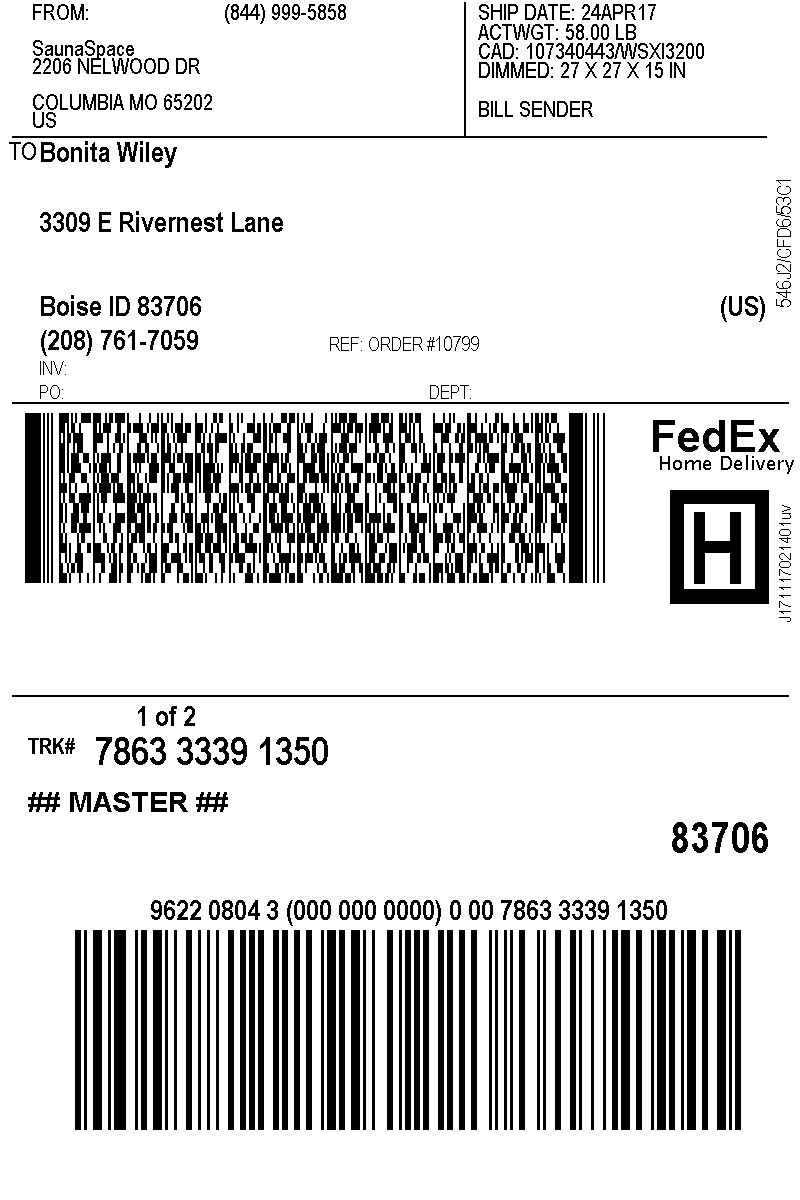 FROM: (844) 999-5858
SaunaSpace
2206 NELWOOD DR
COLUMBIA MO 65202
US
SHIP DATE: 24APR17
ACTWGT: 58.00 LB
CAD: 107340443/WSXI3200
DIMMED: 27 X 27 X 15 IN
BILL SENDER
TO Bonita Wiley
3309 E Rivernest Lane
Boise ID 83706 (US)
(208) 761-7059 REF: ORDER #10799
INV:
PO: DEPT:
546J2/CFD6/53C1
FedEx
Home Delivery
H
J171117021401uv
1 of 2
TRK# 7863 3339 1350
## MASTER ##
83706
9622 0804 3 (000 000 0000) 0 00 7863 3339 1350